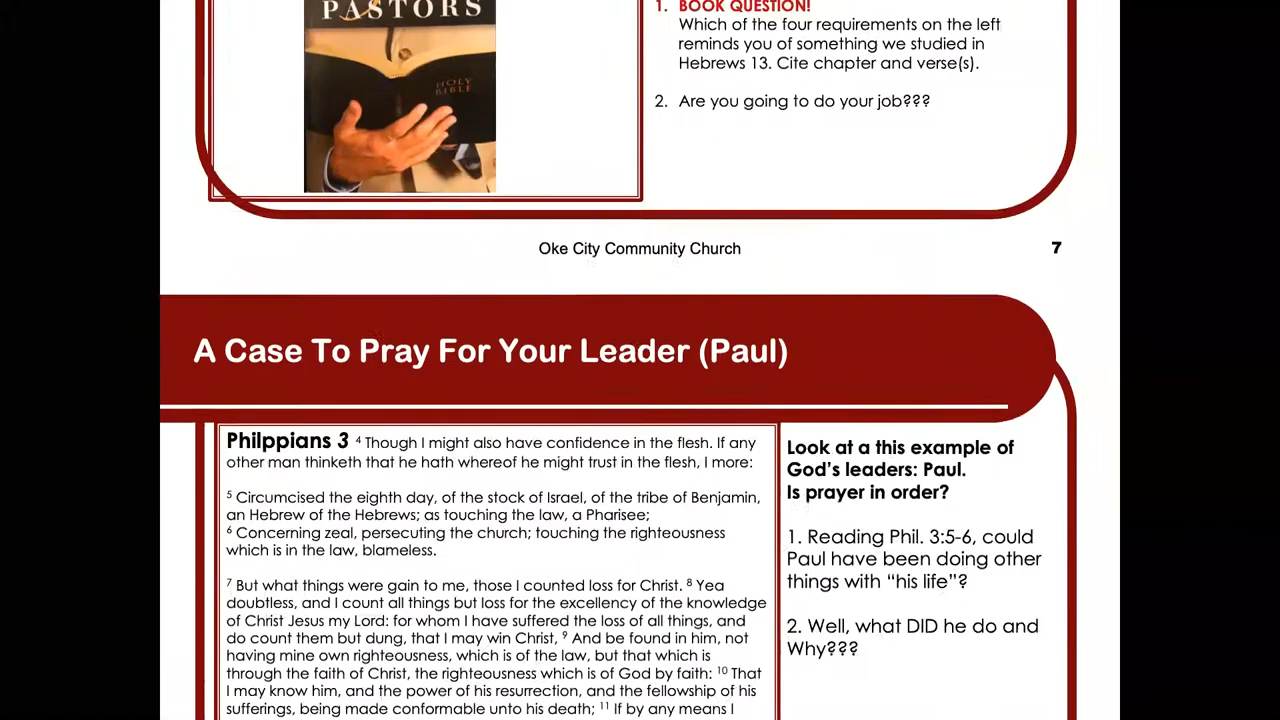 PASTORS
HOLY
BIBLE
1. BOOK QUESTION!
Which of the four requirements on the left
reminds you of something we studied in
Hebrews 13. Cite chapter and verse(s).
2. Are you going to do your job???
Oke City Community Church
7
A Case To Pray For Your Leader (Paul)
Philppians 3 4 Though I might also have confidence in the flesh. If any
other man thinketh that he hath whereof he might trust in the flesh, I more:
5 Circumcised the eighth day, of the stock of Israel, of the tribe of Benjamin,
an Hebrew of the Hebrews; as touching the law, a Pharisee;
6 Concerning zeal, persecuting the church; touching the righteousness
which is in the law, blameless.
7 But what things were gain to me, those I counted loss for Christ. 8 Yea
doubtless, and I count all things but loss for the excellency of the knowledge
of Christ Jesus my Lord: for whom I have suffered the loss of all things, and
do count them but dung, that I may win Christ, 9 And be found in him, not
having mine own righteousness, which is of the law, but that which is
through the faith of Christ, the righteousness which is of God by faith: 10 That
I may know him, and the power of his resurrection, and the fellowship of his
sufferings, being made conformable unto his death; 11 If by any means I
Look at a this example of
God's leaders: Paul.
Is prayer in order?
1. Reading Phil. 3:5-6, could
Paul have been doing other
things with “his life”?
2. Well, what DID he do and
Why???